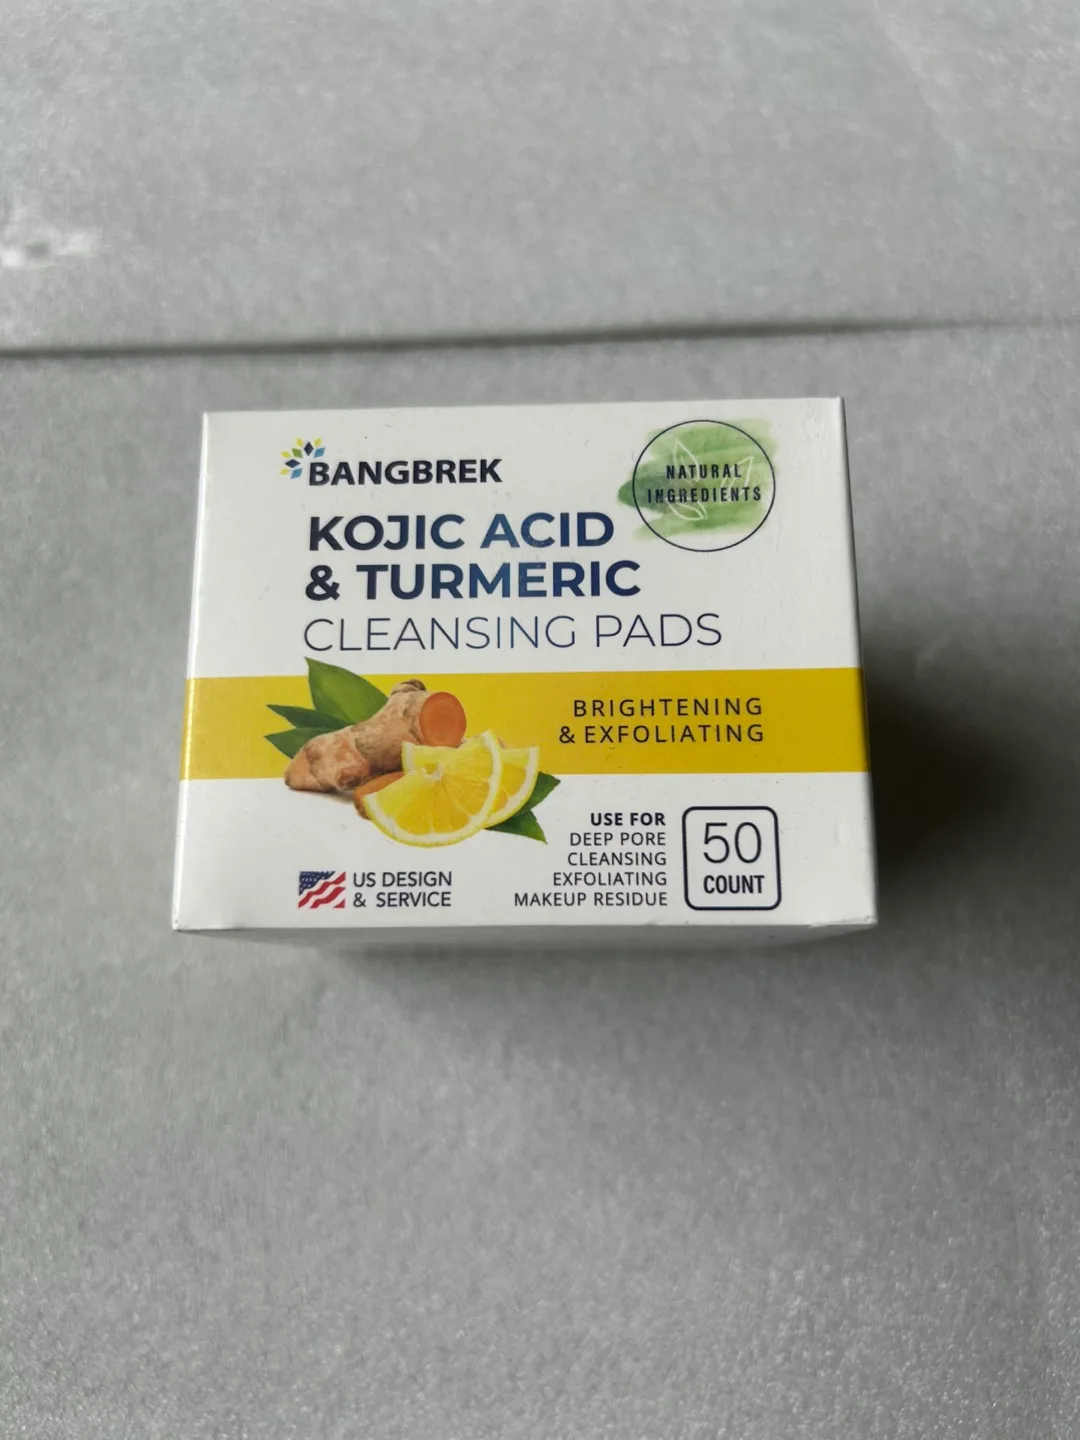 BANGBREK
NATURAL
INGREDIENTS
KOJIC ACID
& TURMERIC
CLEANSING PADS
BRIGHTENING
& EXFOLIATING
USE FOR
DEEP PORE
CLEANSING
EXFOLIATING
MAKEUP RESIDUE
50
COUNT
US DESIGN
& SERVICE